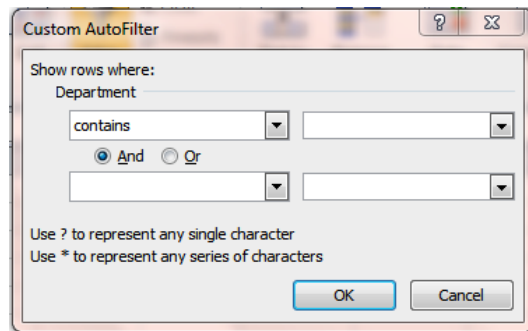 Custom AutoFilter
Show rows where:
Department
contains
And Or
Use ? to represent any single character
Use * to represent any series of characters
OK Cancel